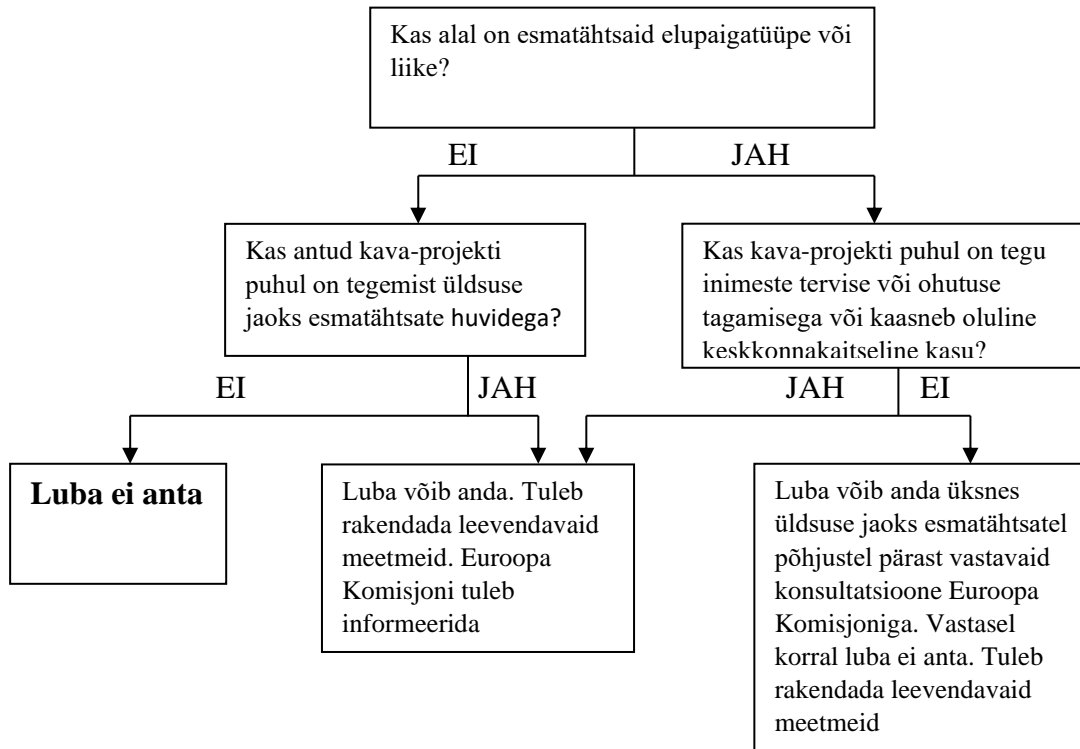 Kas alal on esmatähtsaid elupaigatüüpe või
liike?
EI
JAH
Kas antud kava-projekti
puhul on tegemist üldsuse
jaoks esmatähtsate huvidega?
Kas kava-projekti puhul on tegu
inimeste tervise või ohutuse
tagamisega või kaasneb oluline
keskkonnakaitseline kasu?
EI
JAH
JAH
EI
Luba ei anta
Luba võib anda. Tuleb
rakendada leevendavaid
meetmeid. Euroopa
Komisjoni tuleb
informeerida
Luba võib anda üksnes
üldsuse jaoks esmatähtsatel
põhjustel pärast vastavaid
konsultatsioone Euroopa
Komisjoniga. Vastasel
korral luba ei anta. Tuleb
rakendada leevendavaid
meetmeid